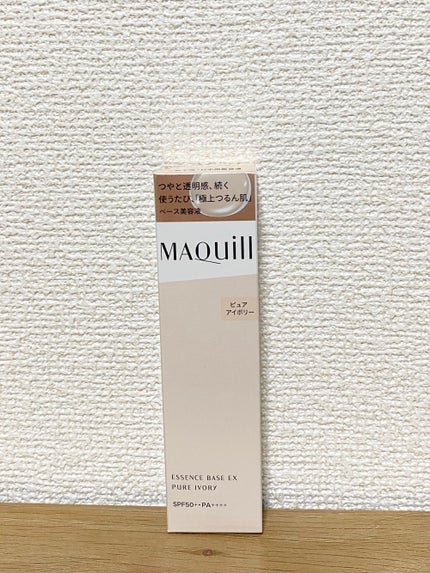 つやと透明感、続く
使うたび、「極上つるん肌」
ベース美容液
MAQuill
ピュア
アイボリー
ESSENCE BASE EX
PURE IVORY
SPF50++PA++++